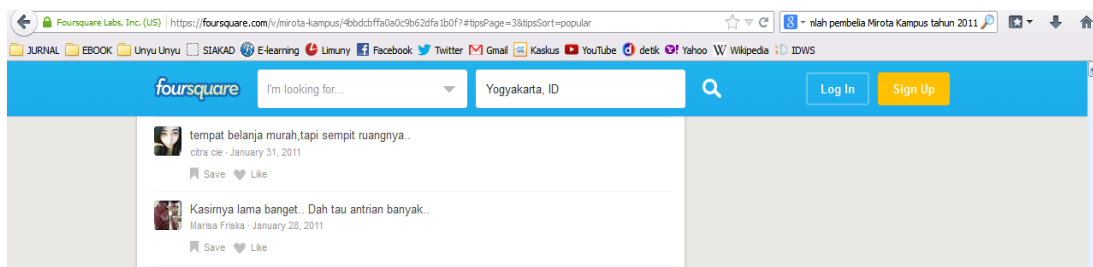 Foursquare Labs, Inc. (US) https://foursquare.com/v/mirota-kampus/4bbdcbffa0a0c9b62dfa1b0f?#tipsPage=3&tipsSort=popular
8 nlah pembelia Mirota Kampus tahun 2011
JURNAL EBOOK Unyu Unyu SIAKAD E-learning Limuny Facebook Twitter Gmail Kaskus YouTube detik Yahoo W Wikipedia IDWS
foursquare I'm looking for... Yogyakarta, ID Log In Sign Up
tempat belanja murah,tapi sempit ruangnya..
citra cie · January 31, 2011
Save Like
Kasirnya lama banget.. Dah tau antrian banyak..
Marisa Friska · January 28, 2011
Save Like